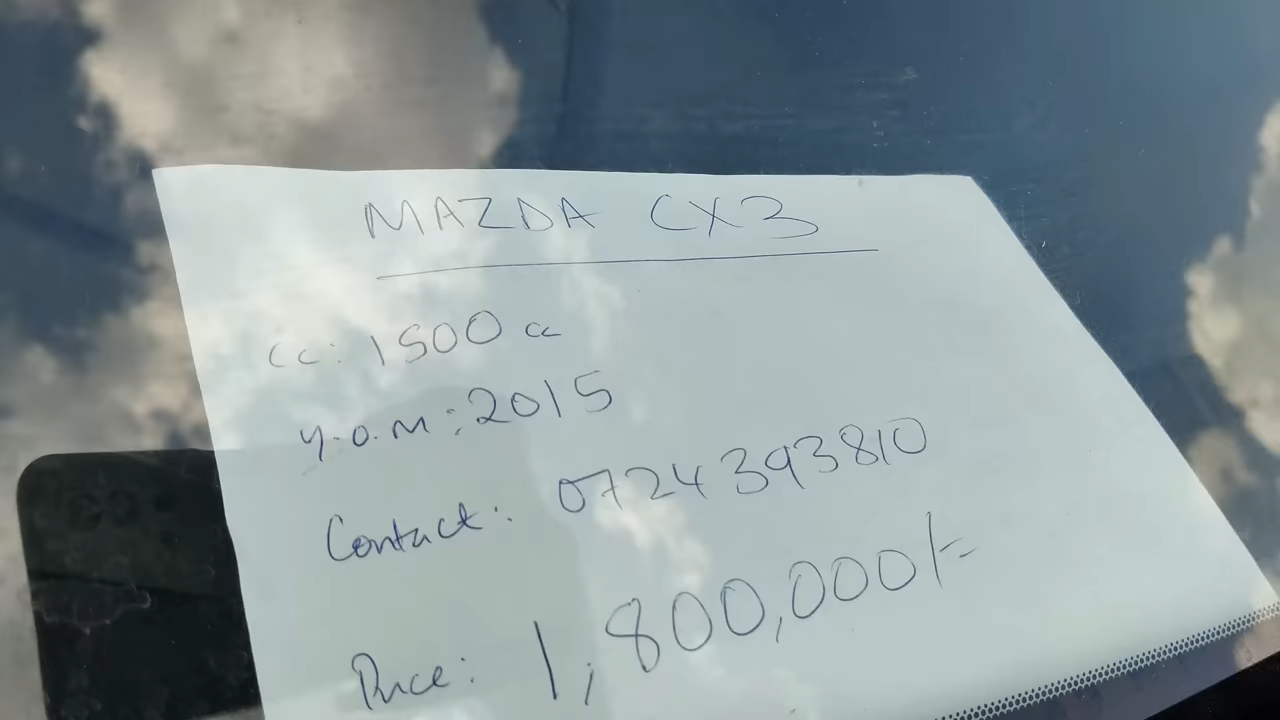 MAZDA CX3
CC: 1500 cc
Y.O.M: 2015
Contact: 0724393810
Price: 1,800,000/=